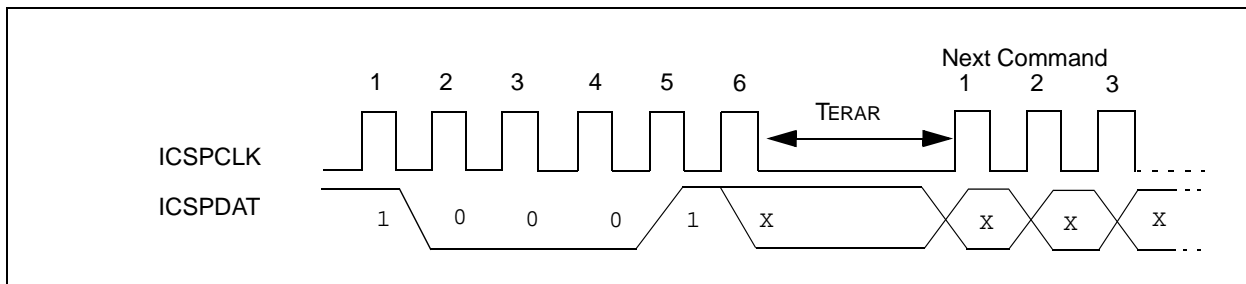 Next Command
1 2 3 4 5 6 1 2 3
TERAR
ICSPCLK
ICSPDAT 1 0 0 0 1 X X X X